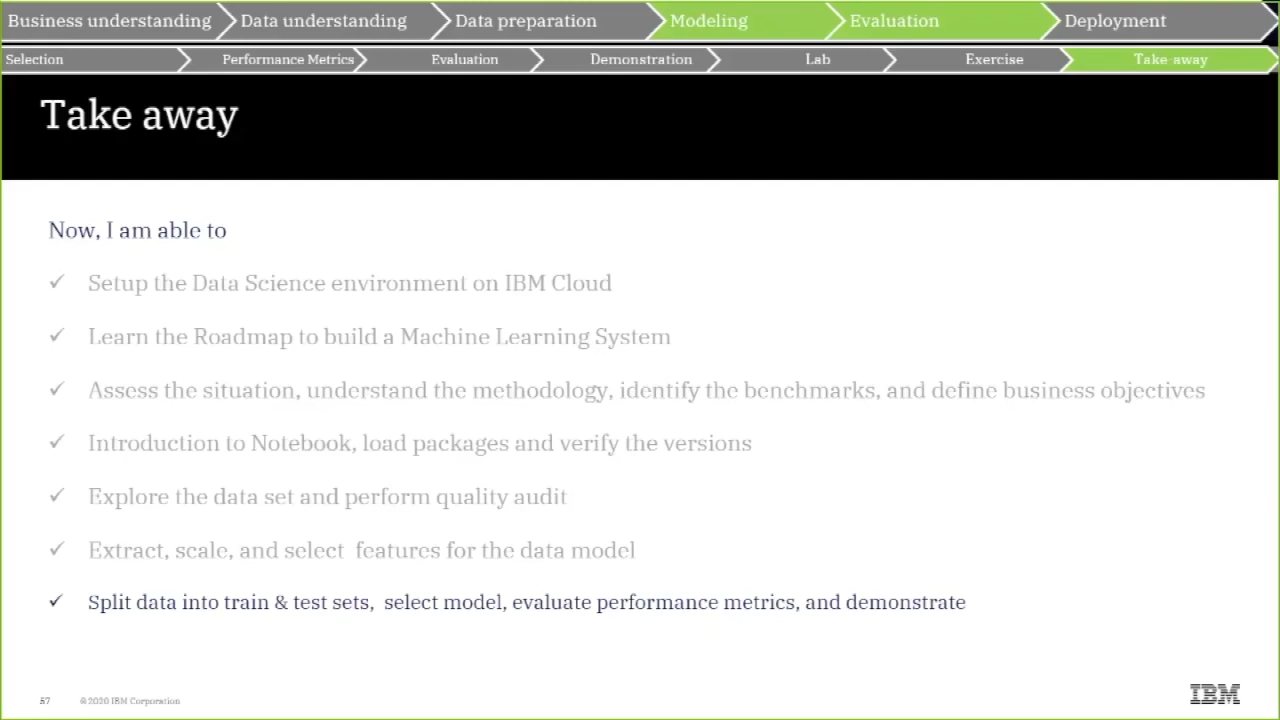 Business understanding Data understanding Data preparation Modeling Evaluation Deployment
Selection Performance Metrics Evaluation Demonstration Lab Exercise Take-away
Take away
Now, I am able to
✓ Setup the Data Science environment on IBM Cloud
✓ Learn the Roadmap to build a Machine Learning System
✓ Assess the situation, understand the methodology, identify the benchmarks, and define business objectives
✓ Introduction to Notebook, load packages and verify the versions
✓ Explore the data set and perform quality audit
✓ Extract, scale, and select features for the data model
✓ Split data into train & test sets, select model, evaluate performance metrics, and demonstrate
57 © 2020 IBM Corporation IBM